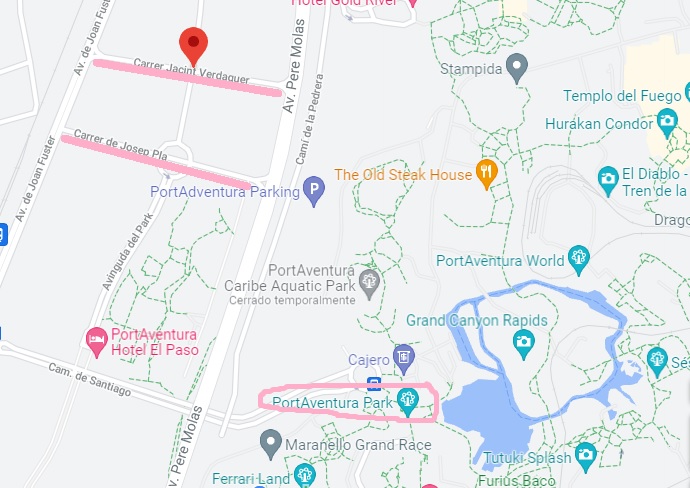 Hotel Gold River
Av. de Joan Fuster
Carrer Jacint Verdaguer
Av. Pere Molas
Camí de la Pedrera
Stampida
Templo del Fuego
Hurakan Condor
Carrer de Josep Pla
Av. de Joan Fuster
PortAdventura Parking
P
The Old Steak House
El Diablo -
Tren de la
Drago
Avinguda del Park
PortAventura
Caribe Aquatic Park
Cerrado temporalmente
PortAventura World
Grand Canyon Rapids
PortAventura
Hotel El Paso
Cajero
Sés
Cam. de Santiago
PortAventura Park
Av. Pere Molas
Maranello Grand Race
Ferrari Land
Tutuki Splash
Furius Baco